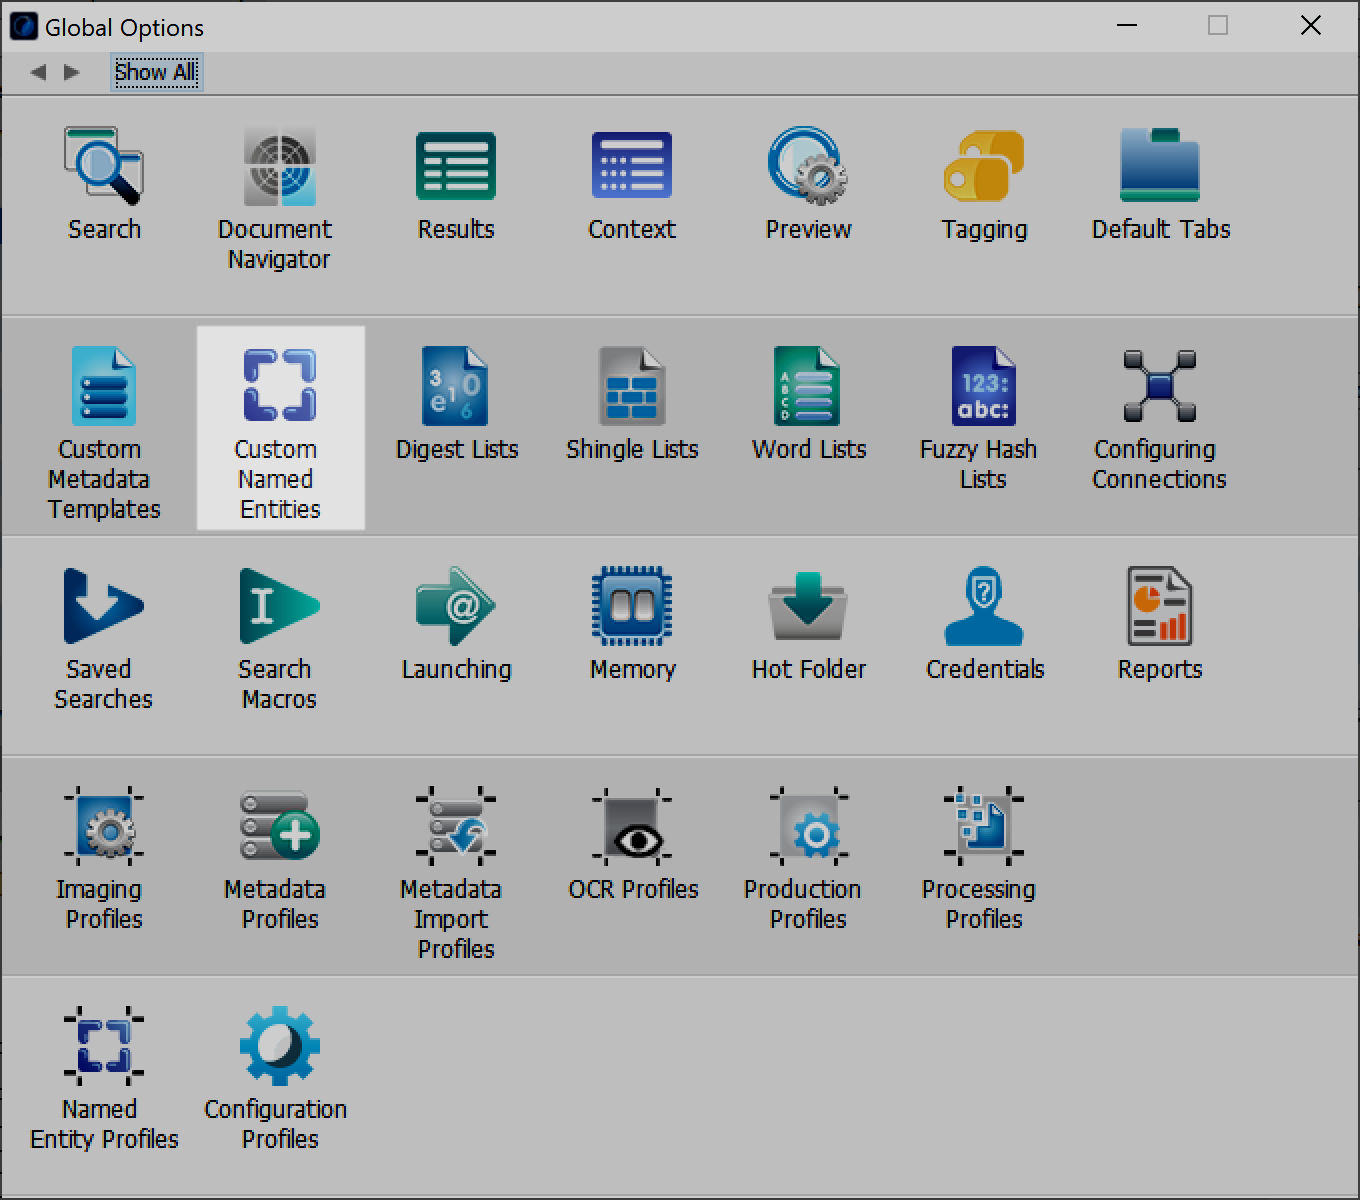 Global Options
Show All
Search
Document
Navigator
Results
Context
Preview
Tagging
Default Tabs
Custom
Metadata
Templates
Custom
Named
Entities
3
e
1
0
6
Digest Lists
Shingle Lists
A
B
C
D
Word Lists
123:
abc:
Fuzzy Hash
Lists
Configuring
Connections
Saved
Searches
I
Search
Macros
@
Launching
Memory
Hot Folder
?
Credentials
Reports
Imaging
Profiles
Metadata
Profiles
Metadata
Import
Profiles
OCR Profiles
Production
Profiles
Processing
Profiles
Named
Entity Profiles
Configuration
Profiles